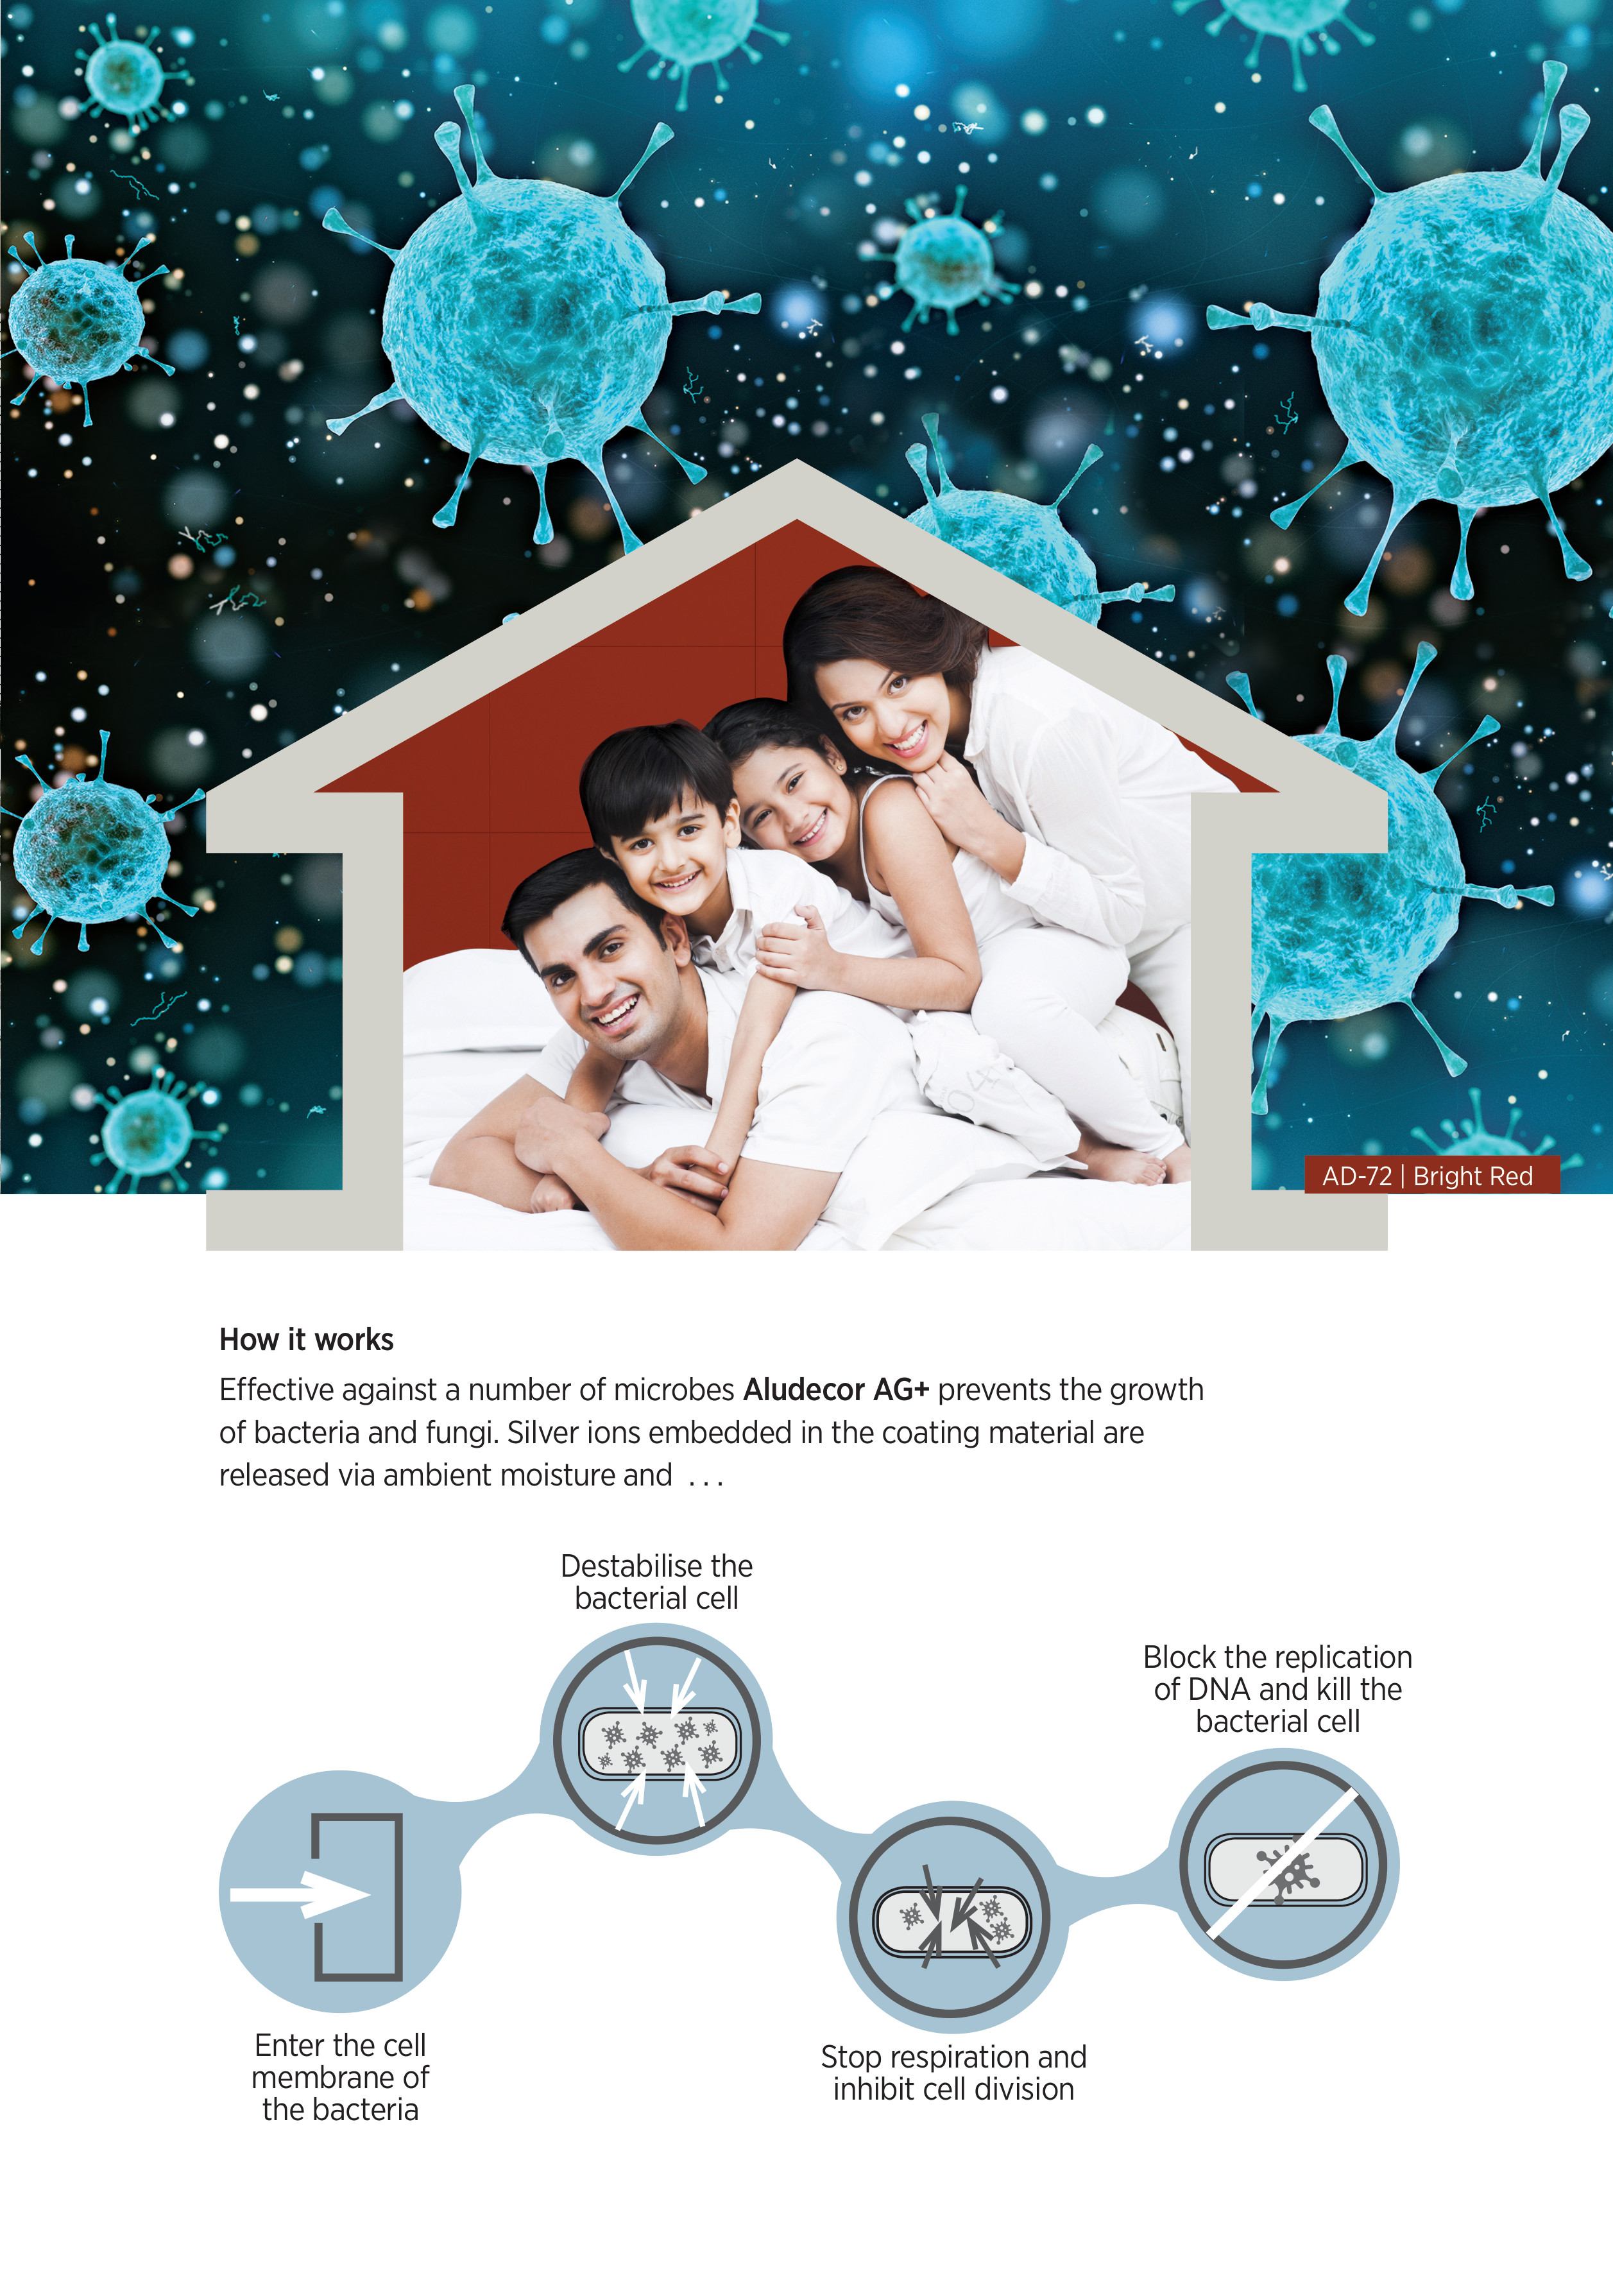 AD-72 | Bright Red
How it works
Effective against a number of microbes Aludecor AG+ prevents the growth
of bacteria and fungi. Silver ions embedded in the coating material are
released via ambient moisture and ...
Destabilise the
bacterial cell
Block the replication
of DNA and kill the
bacterial cell
Enter the cell
membrane of
the bacteria
Stop respiration and
inhibit cell division